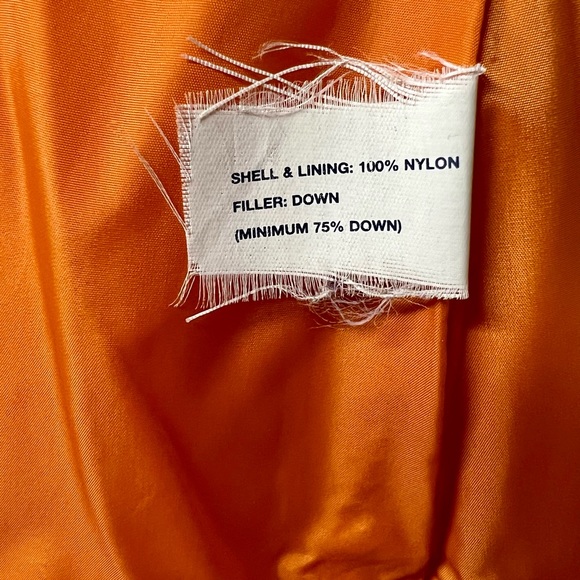 SHELL & LINING: 100% NYLON
FILLER: DOWN
(MINIMUM 75% DOWN)